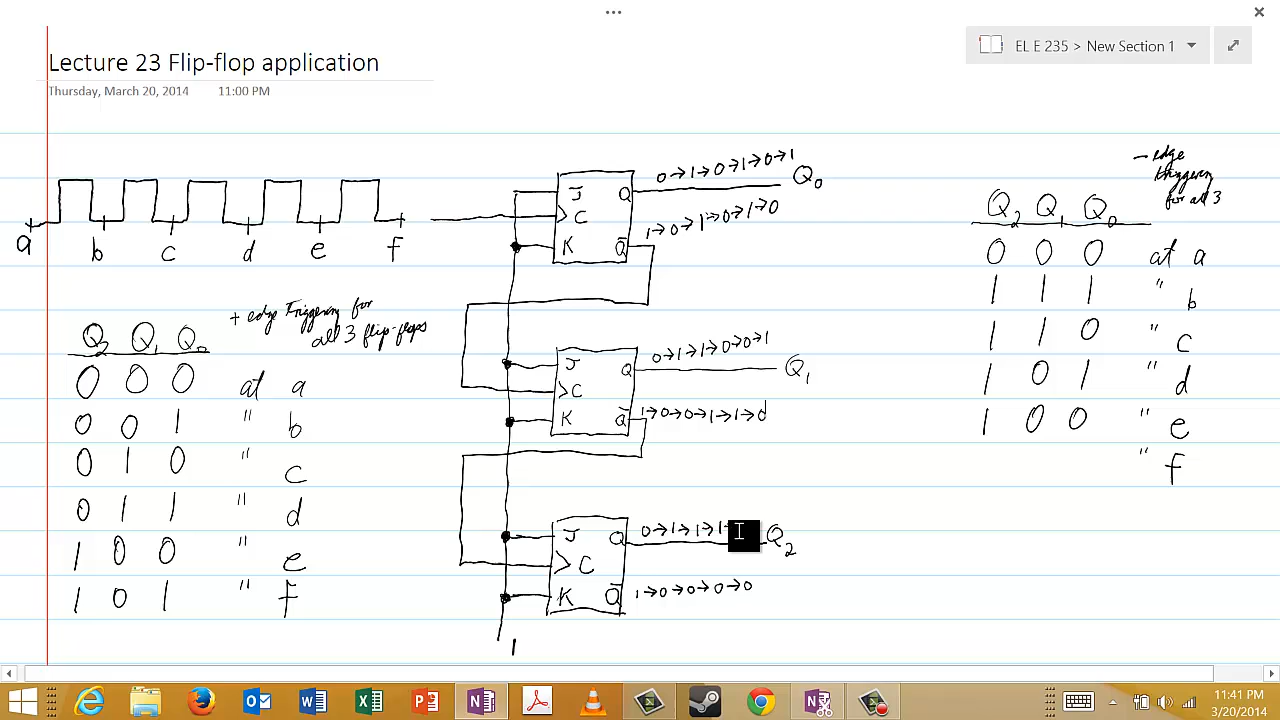 EL E 235 > New Section 1
Lecture 23 Flip-flop application
Thursday, March 20, 2014 11:00 PM
a b c d e f
Q2 Q1 Q0
+ edge triggering for
all 3 flip-flops
0 0 0 at a
0 0 1 " b
0 1 0 " c
0 1 1 " d
1 0 0 " e
1 0 1 " f
J Q
C
K Q̅
0→1→0→1→0→1
Q0
1→0→1→0→1→0
J Q
C
K Q̅
0→1→1→0→0→1
Q1
1→0→0→1→1→0
J Q
C
K Q̅
0→1→1→1→
Q2
1→0→0→0→0
1
- edge
triggering
for all 3
Q2 Q1 Q0
0 0 0 at a
1 1 1 " b
1 1 0 " c
1 0 1 " d
1 0 0 " e
" f
11:41 PM
3/20/2014